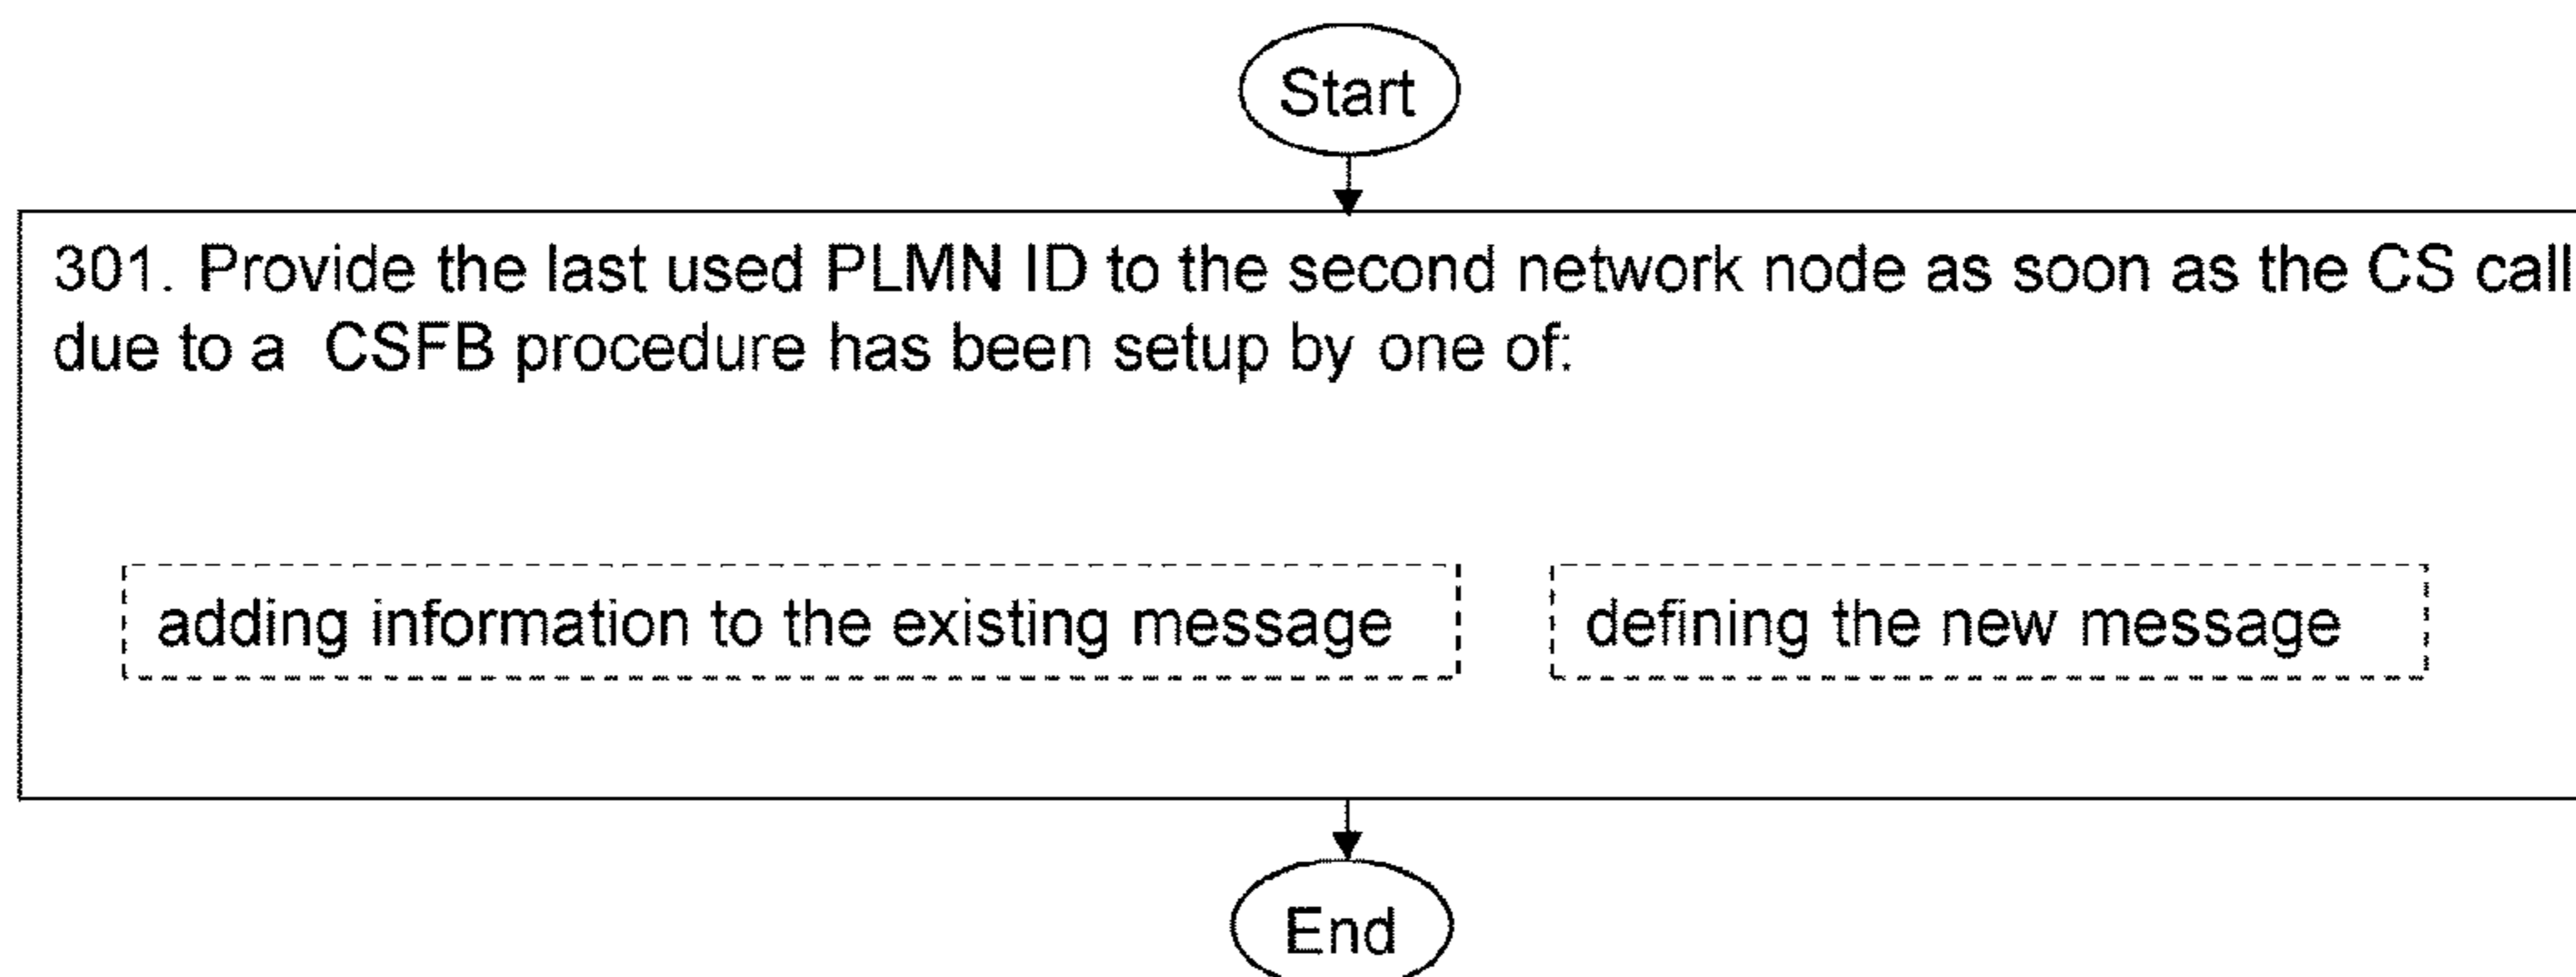 Start
301. Provide the last used PLMN ID to the second network node as soon as the CS call
due to a CSFB procedure has been setup by one of:
adding information to the existing message
defining the new message
End